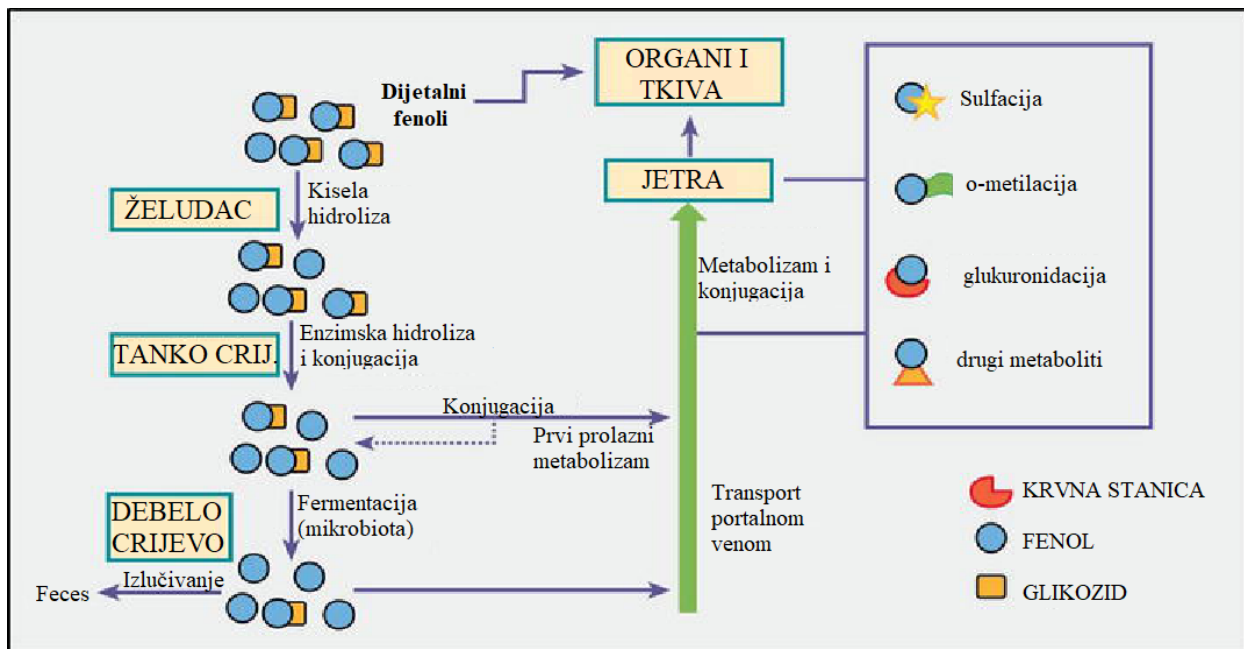 Dijetalni
fenoli
ORGANI I
TKIVA
Sulfacija
o-metilacija
glukuronidacija
drugi metaboliti
JETRA
Kisela
hidroliza
ŽELUDAC
Metabolizam i
konjugacija
Enzimska hidroliza
i konjugacija
TANKO CRIJ.
Konjugacija
Prvi prolazni
metabolizam
Fermentacija
(mikrobiota)
DEBELO
CRIJEVO
Transport
portalnom
venom
Izlučivanje
Feces
KRVNA STANICA
FENOL
GLIKOZID